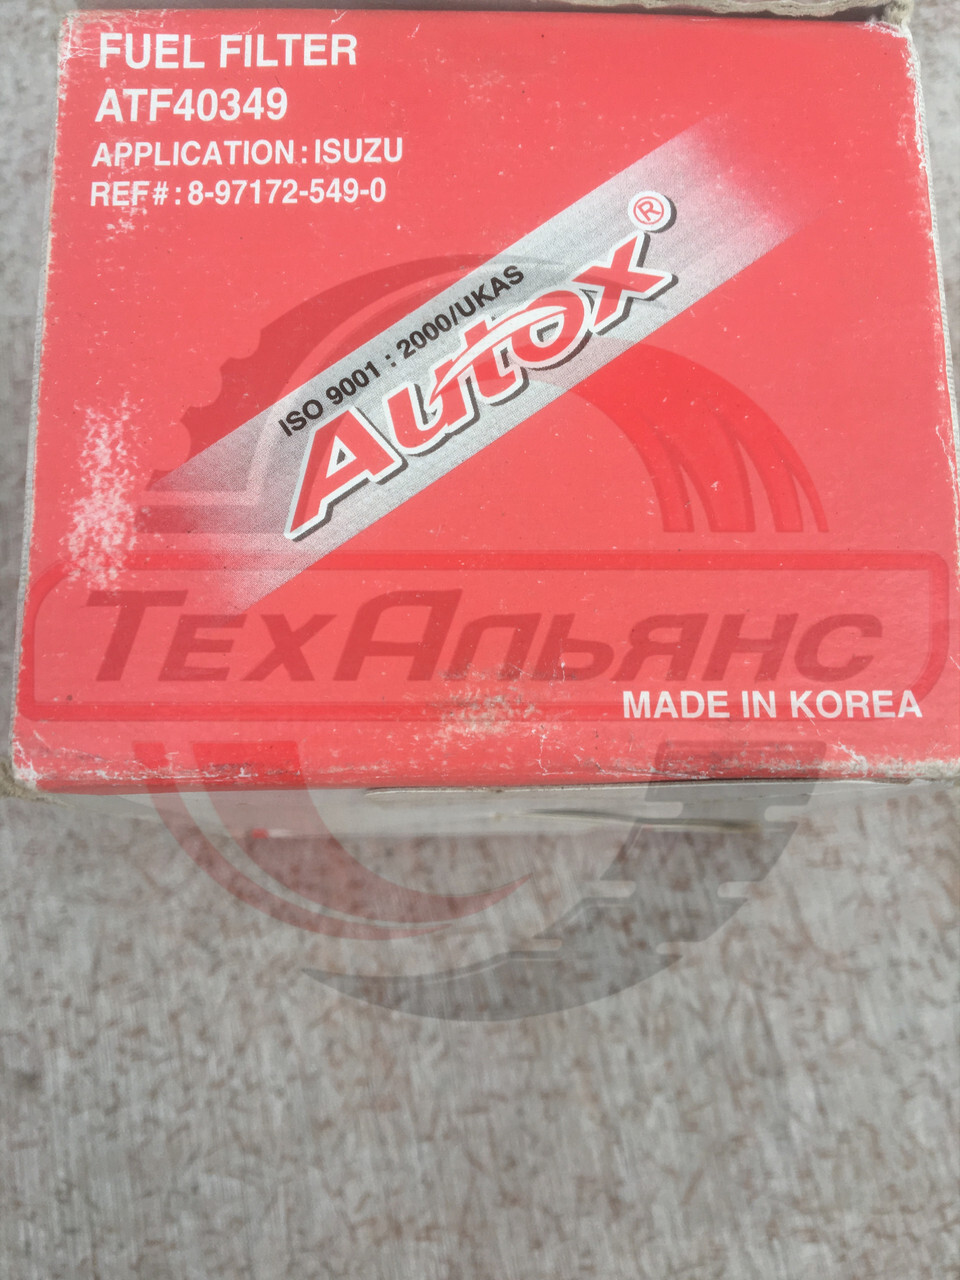 FUEL FILTER
ATF40349
APPLICATION : ISUZU
REF # : 8-97172-549-0
ISO 9001 : 2000/UKAS
Autox®
ТехАльянс
MADE IN KOREA